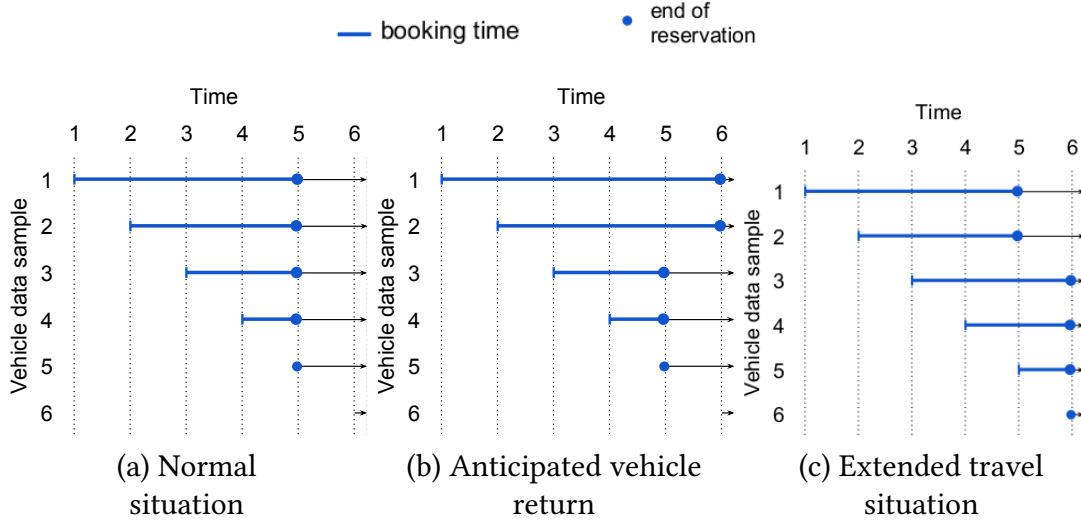 booking time
end of
reservation
Time
1 2 3 4 5 6
Vehicle data sample
1
2
3
4
5
6
(a) Normal
situation
Time
1 2 3 4 5 6
Vehicle data sample
1
2
3
4
5
6
(b) Anticipated vehicle
return
Time
1 2 3 4 5 6
Vehicle data sample
1
2
3
4
5
6
(c) Extended travel
situation